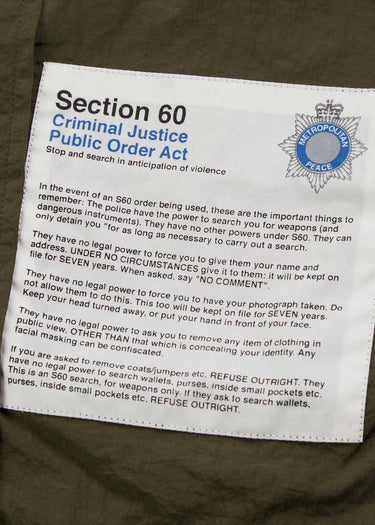 Section 60
Criminal Justice
Public Order Act
Stop and search in anticipation of violence
METROPOLITAN
PEACE
In the event of an S60 order being used, these are the important things to
remember: The police have the power to search you for weapons (and
dangerous instruments). They have no other powers under S60. They can
only detain you "for as long as necessary to carry out a search.
They have no legal power to force you to give them your name and
address, UNDER NO CIRCUMSTANCES give it to them: it will be kept on
file for SEVEN years. When asked, say "NO COMMENT".
They have no legal power to force you to have your photograph taken. Do
not allow them to do this. This too will be kept on file for SEVEN years.
Keep your head turned away, or put your hand in front of your face.
They have no legal power to ask you to remove any item of clothing in
public view, OTHER THAN that which is concealing your identity. Any
facial masking can be confiscated.
If you are asked to remove coats/jumpers etc, REFUSE OUTRIGHT. They
have no legal power to search wallets, purses, inside small pockets etc.
This is an S60 search, for weapons only. If they ask to search wallets,
purses, inside small pockets etc. REFUSE OUTRIGHT.